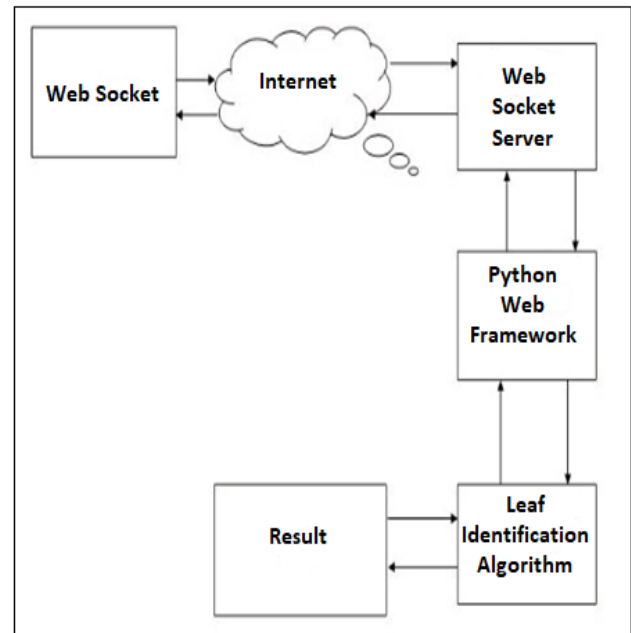 Web Socket
Internet
Web
Socket
Server
Python
Web
Framework
Leaf
Identification
Algorithm
Result